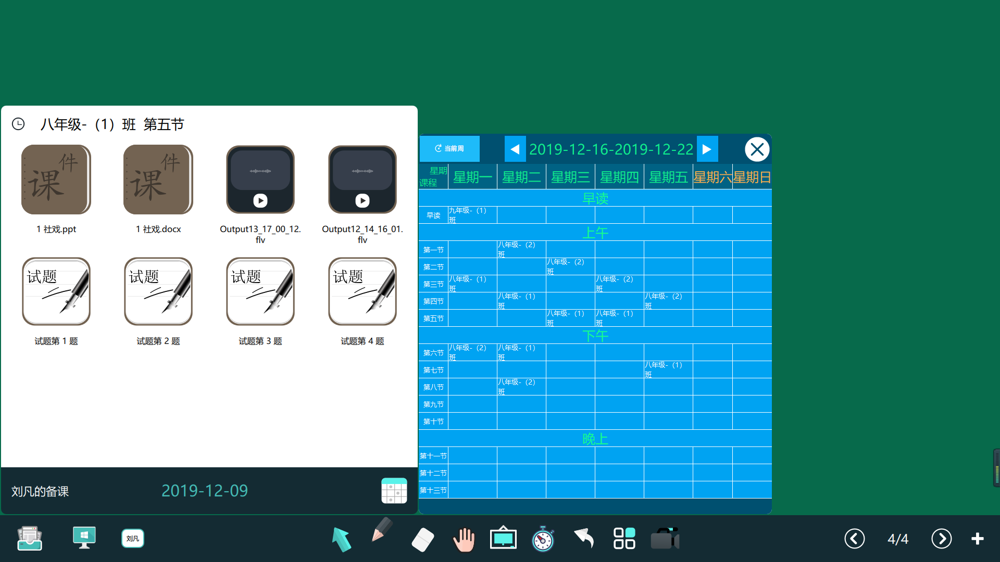 八年级-（1）班 第五节
件
课
件
课
1 社戏.ppt
1 社戏.docx
Output13_17_00_12.
flv
Output12_14_16_01.
flv
试题
试题
试题
试题
试题第 1 题
试题第 2 题
试题第 3 题
试题第 4 题
刘凡的备课
2019-12-09
当前周
2019-12-16-2019-12-22
星期
课程
星期一
星期二
星期三
星期四
星期五
星期六
星期日
早读
早读
九年级-（1）
班
上午
第一节
八年级-（2）
班
第二节
八年级-（2）
班
第三节
八年级-（1）
班
八年级-（2）
班
第四节
八年级-（1）
班
八年级-（2）
班
第五节
八年级-（1）
班
八年级-（1）
班
下午
第六节
八年级-（2）
班
八年级-（1）
班
第七节
八年级-（1）
班
第八节
八年级-（2）
班
第九节
第十节
晚上
第十一节
第十二节
第十三节
刘凡
4/4